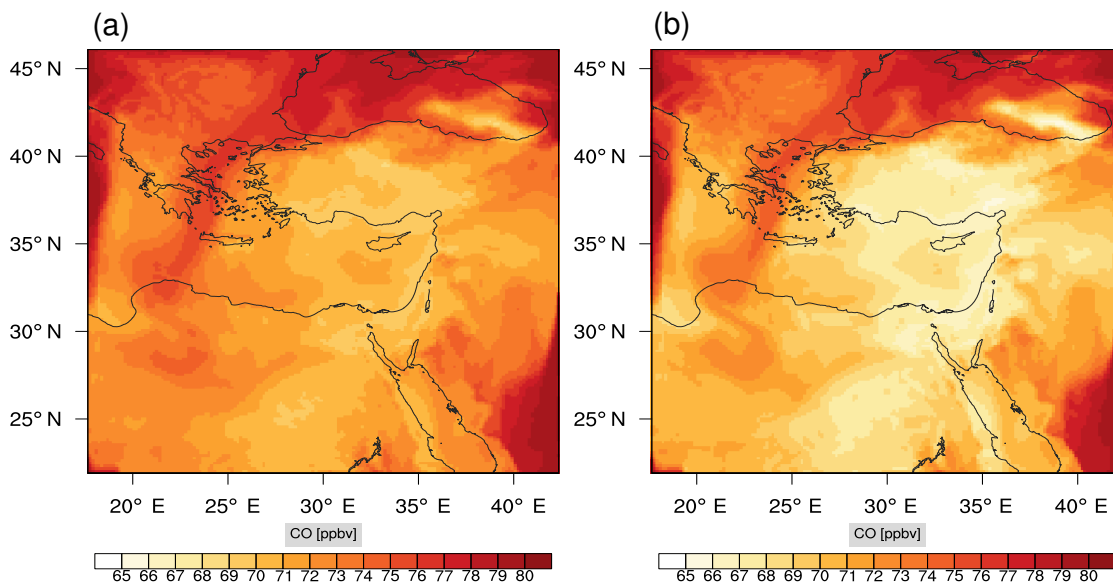 (a) (b)
45° N 45° N
40° N 40° N
35° N 35° N
30° N 30° N
25° N 25° N
20° E 25° E 30° E 35° E 40° E 20° E 25° E 30° E 35° E 40° E
CO [ppbv] CO [ppbv]
65 66 67 68 69 70 71 72 73 74 75 76 77 78 79 80 65 66 67 68 69 70 71 72 73 74 75 76 77 78 79 80